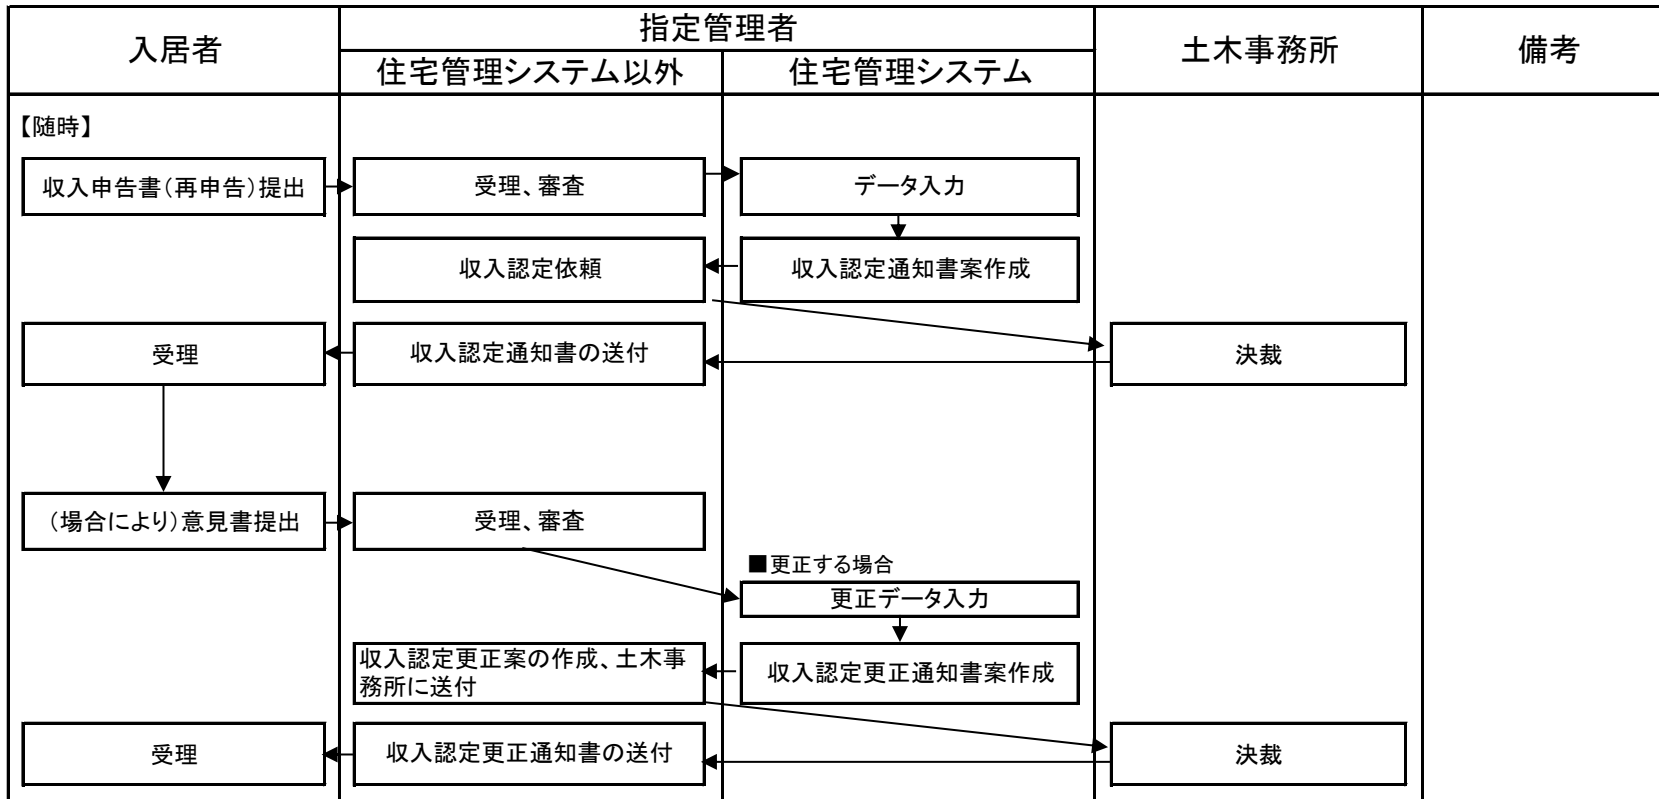 入居者
指定管理者
土木事務所
備考
住宅管理システム以外
住宅管理システム
【随時】
収入申告書（再申告）提出
受理、審査
データ入力
収入認定依頼
収入認定通知書案作成
受理
収入認定通知書の送付
決裁
（場合により）意見書提出
受理、審査
■更正する場合
更正データ入力
収入認定更正案の作成、土木事
務所に送付
収入認定更正通知書案作成
受理
収入認定更正通知書の送付
決裁